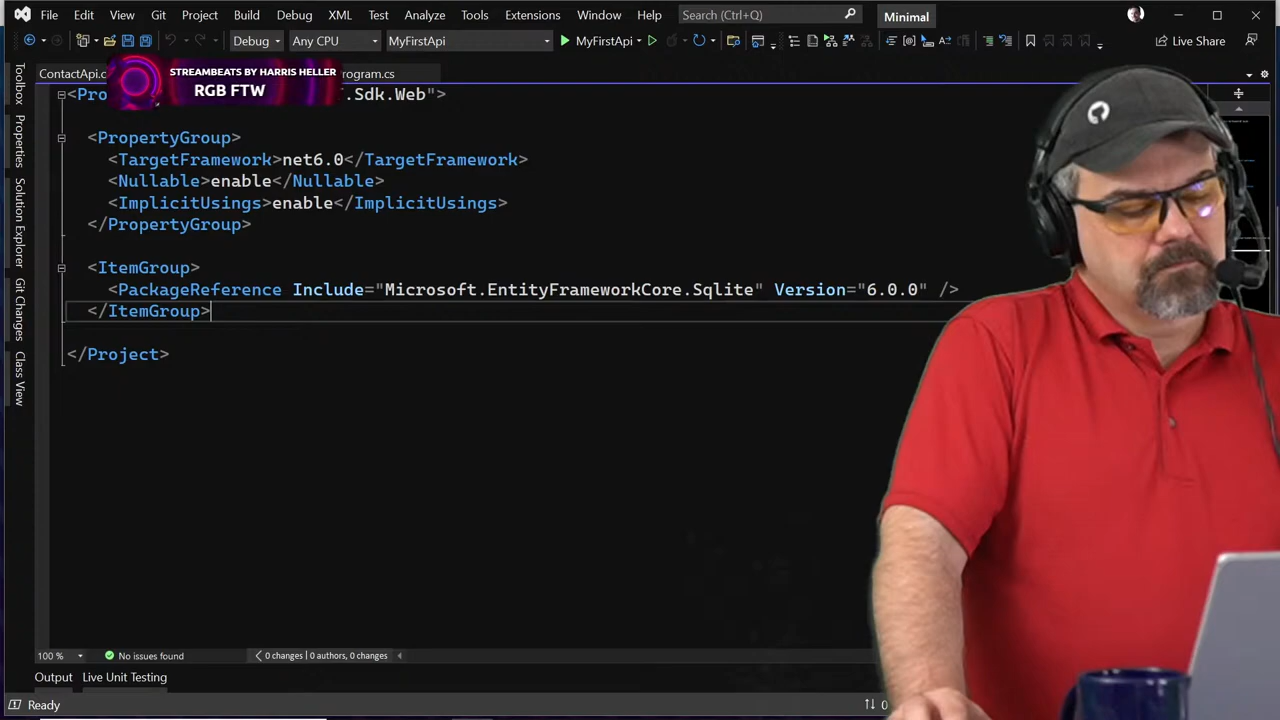 File Edit View Git Project Build Debug XML Test Analyze Tools Extensions Window Help Search (Ctrl+Q) Minimal
Debug Any CPU MyFirstApi MyFirstApi Live Share
ContactApi.c
rogram.cs
STREAMBEATS BY HARRIS HELLER
RGB FTW
<Pro .Sdk.Web">
<PropertyGroup>
<TargetFramework>net6.0</TargetFramework>
<Nullable>enable</Nullable>
<ImplicitUsings>enable</ImplicitUsings>
</PropertyGroup>
<ItemGroup>
<PackageReference Include="Microsoft.EntityFrameworkCore.Sqlite" Version="6.0.0" />
</ItemGroup>
</Project>
Toolbox
Properties
Solution Explorer
Git Changes
Class View
100 % No issues found 0 changes | 0 authors, 0 changes
Output Live Unit Testing
Ready 0